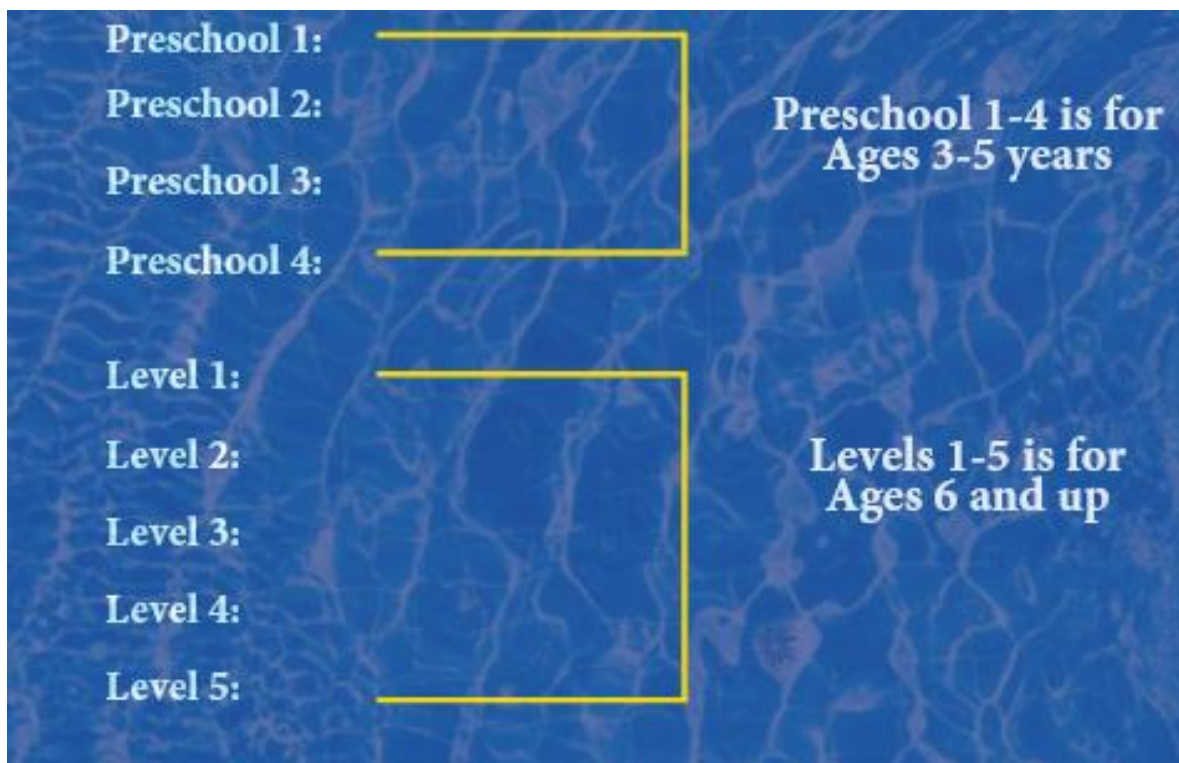 Preschool 1:
Preschool 2:
Preschool 3:
Preschool 4:
Preschool 1-4 is for
Ages 3-5 years
Level 1:
Level 2:
Level 3:
Level 4:
Level 5:
Levels 1-5 is for
Ages 6 and up